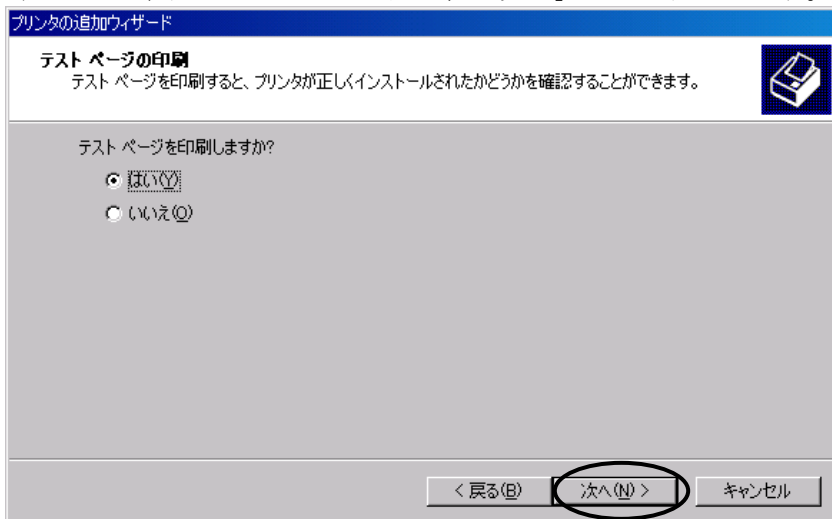 プリンタの追加ウィザード
テスト ページの印刷
テスト ページを印刷すると、プリンタが正しくインストールされたかどうかを確認することができます。
テスト ページを印刷しますか?
はい(Y)
いいえ(O)
< 戻る(B) 次へ(N) > キャンセル